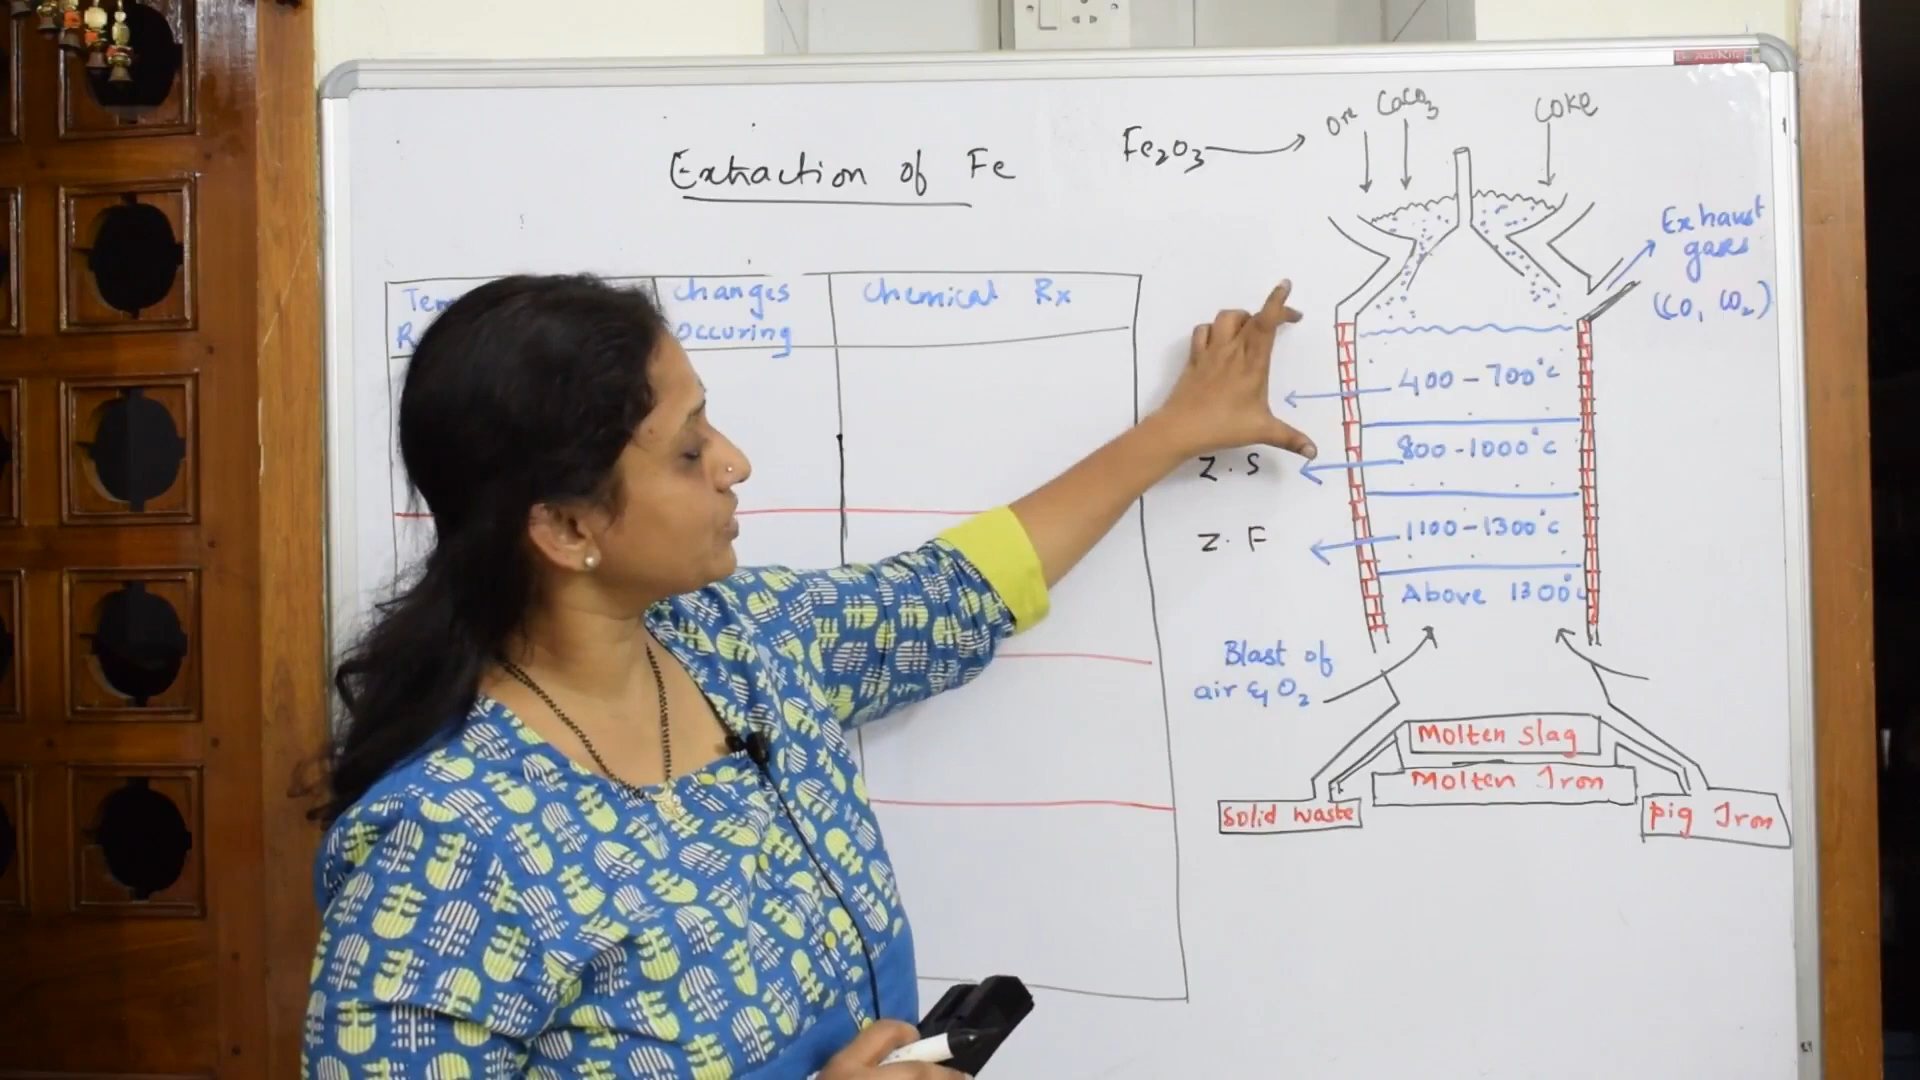 Extraction of Fe
Fe₂O₃
Ore CaCO₃
Coke
Exhaust
gases
(CO, CO₂)
Changes
Occuring
Chemical Rx
400-700°C
800-1000°C
Z.S
1100-1300°C
Z.F
Above 1300°C
Blast of
air & O₂
Molten Slag
Molten Iron
Solid waste
Pig Iron